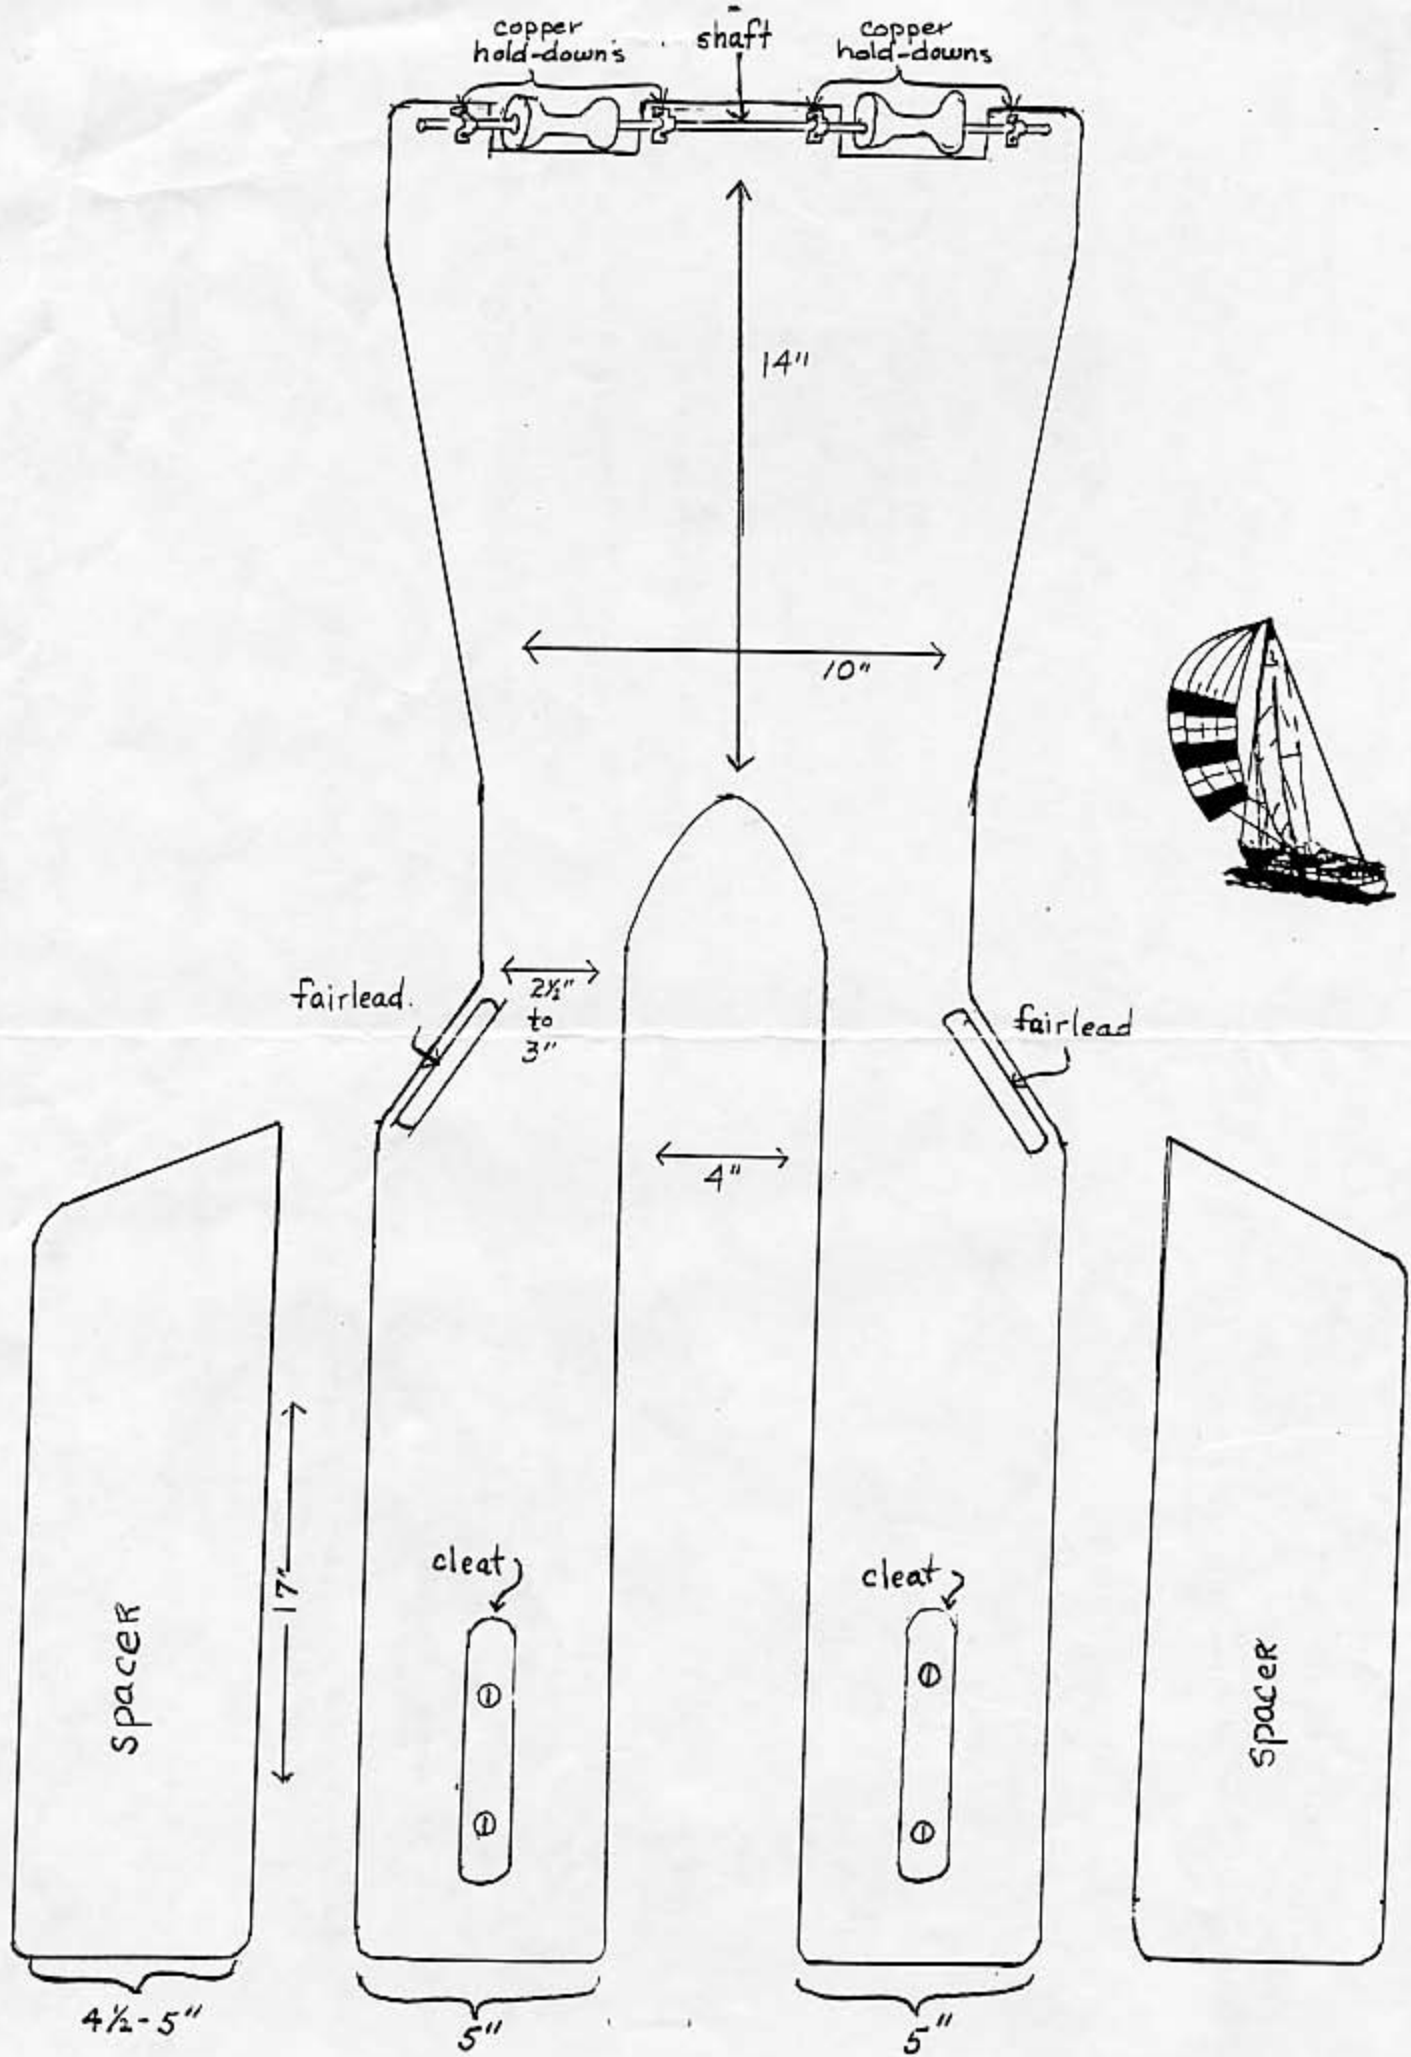 copper
hold-down's
shaft
copper
hold-downs
14"
10"
fairlead.
2½"
to
3"
fairlead
4"
17"
spacer
cleat
cleat
spacer
4½-5"
5"
5"